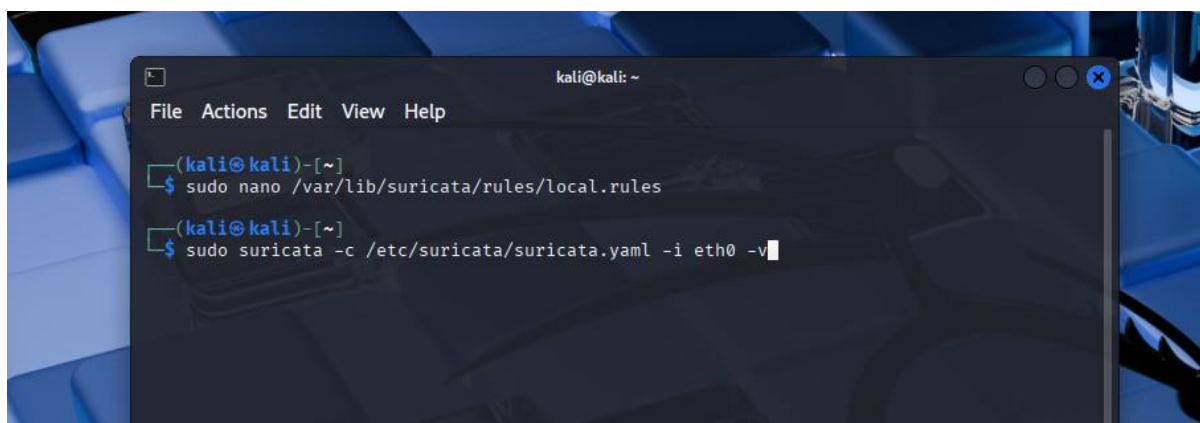 kali@kali: ~
File Actions Edit View Help
┌──(kali㉿kali)-[~]
└─$ sudo nano /var/lib/suricata/rules/local.rules
┌──(kali㉿kali)-[~]
└─$ sudo suricata -c /etc/suricata/suricata.yaml -i eth0 -v